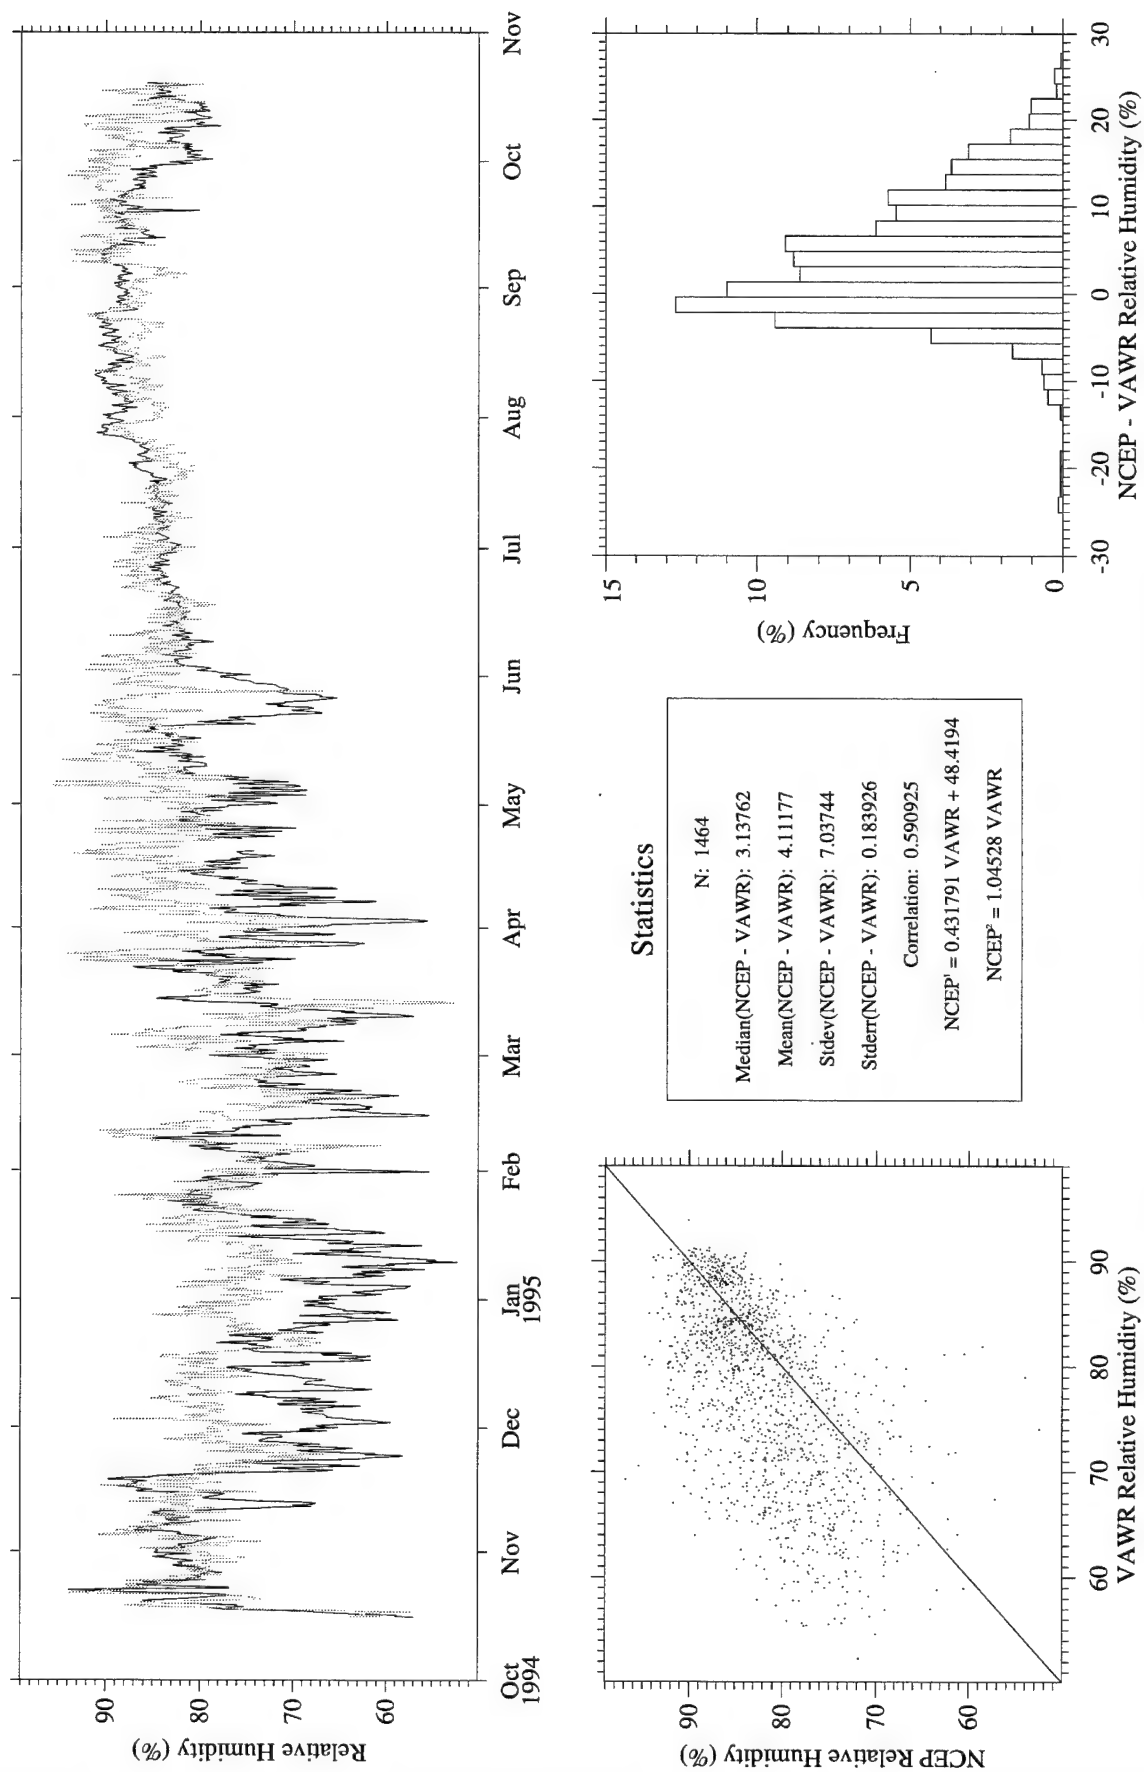 Relative Humidity (%)
90
80
70
60
Oct
1994
Nov
Dec
Jan
1995
Feb
Mar
Apr
May
Jun
Jul
Aug
Sep
Oct
Nov
NCEP Relative Humidity (%)
90
80
70
60
60
70
80
90
VAWR Relative Humidity (%)
Statistics
N: 1464
Median(NCEP - VAWR): 3.13762
Mean(NCEP - VAWR): 4.11177
Stdev(NCEP - VAWR): 7.03744
Stderr(NCEP - VAWR): 0.183926
Correlation: 0.590925
NCEP¹ = 0.431791 VAWR + 48.4194
NCEP² = 1.04528 VAWR
Frequency (%)
15
10
5
0
-30
-20
-10
0
10
20
30
NCEP - VAWR Relative Humidity (%)